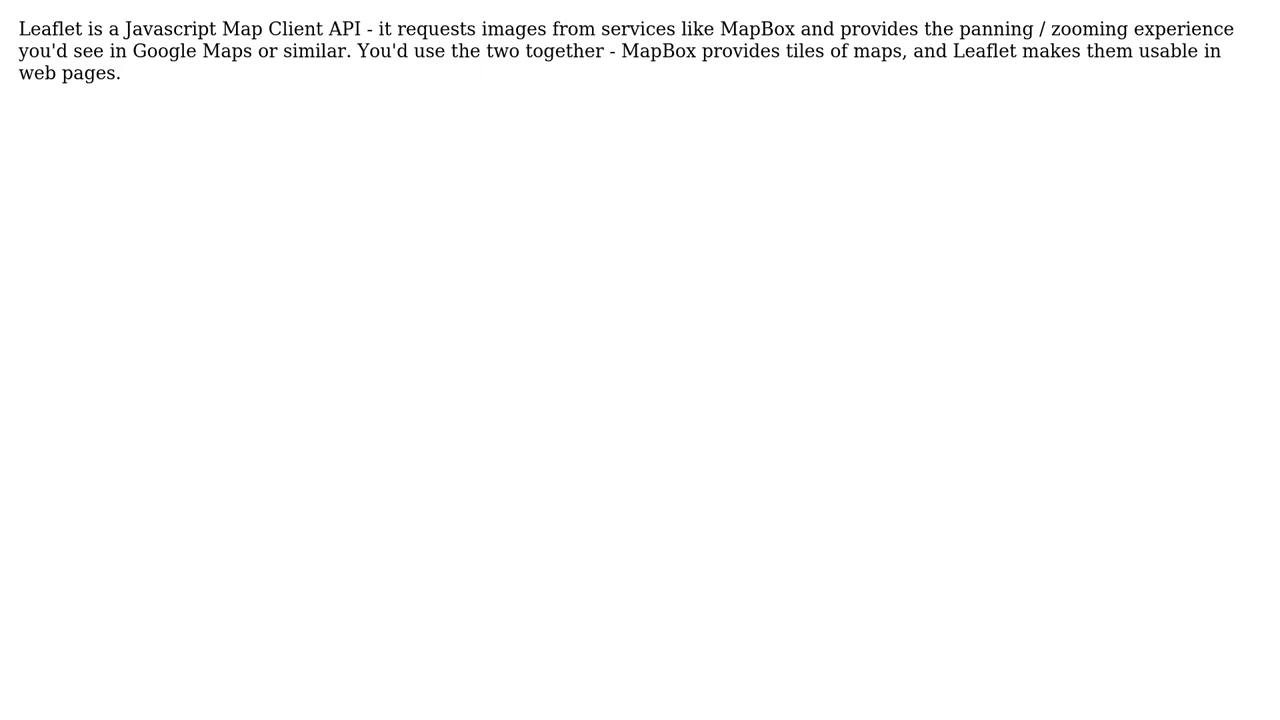 Leaflet is a Javascript Map Client API - it requests images from services like MapBox and provides the panning / zooming experience
you'd see in Google Maps or similar. You'd use the two together - MapBox provides tiles of maps, and Leaflet makes them usable in
web pages.